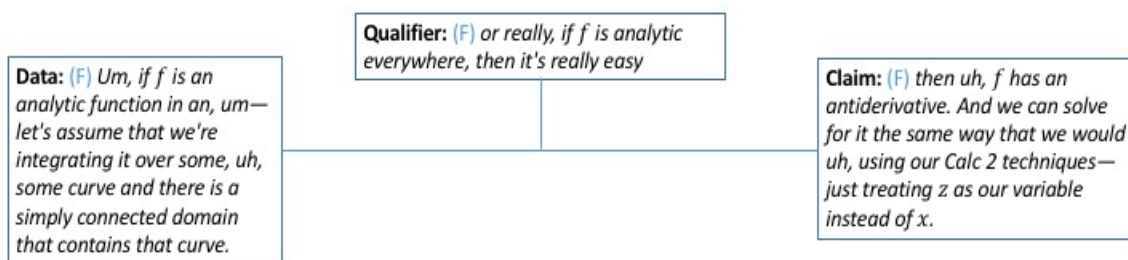 Qualifier: (F) or really, if f is analytic
everywhere, then it's really easy
Data: (F) Um, if f is an
analytic function in an, um—
let's assume that we're
integrating it over some, uh,
some curve and there is a
simply connected domain
that contains that curve.
Claim: (F) then uh, f has an
antiderivative. And we can solve
for it the same way that we would
uh, using our Calc 2 techniques—
just treating z as our variable
instead of x.